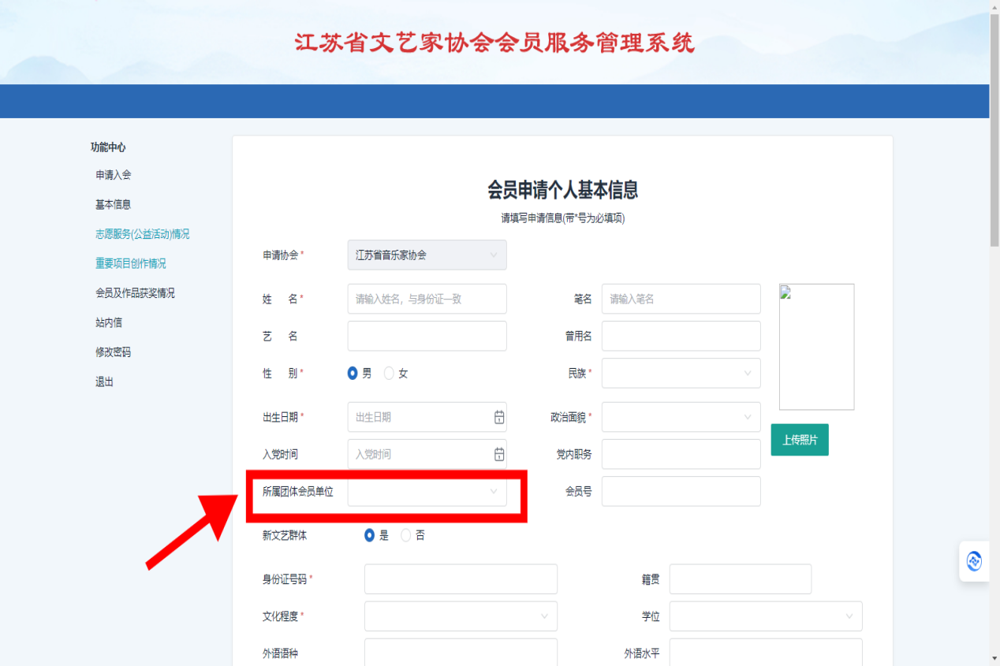 江苏省文艺家协会会员服务管理系统
功能中心
申请入会
基本信息
志愿服务(公益活动)情况
重要项目创作情况
会员及作品获奖情况
站内信
修改密码
退出
会员申请个人基本信息
请填写申请信息(带*号为必填项)
申请协会* 江苏省音乐家协会
姓 名* 请输入姓名，与身份证一致 笔名 请输入笔名
艺 名 曾用名
性 别* 男 女 民族*
出生日期* 出生日期 政治面貌*
上传照片
入党时间 入党时间 党内职务
所属团体会员单位 会员号
新文艺群体 是 否
身份证号码* 籍贯
文化程度* 学位
外语语种 外语水平